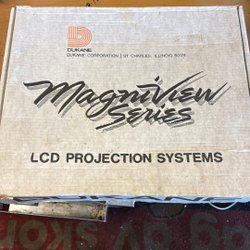 DUKANE
DUKANE CORPORATION | ST. CHARLES, ILLINOIS 60174
MagniView
SERIES
LCD PROJECTION SYSTEMS